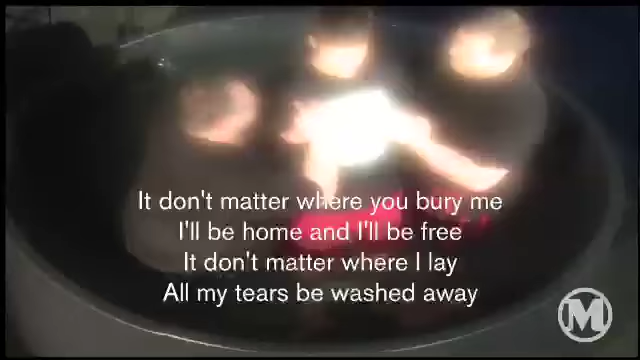 It don't matter where you bury me
I'll be home and I'll be free
It don't matter where I lay
All my tears be washed away
M